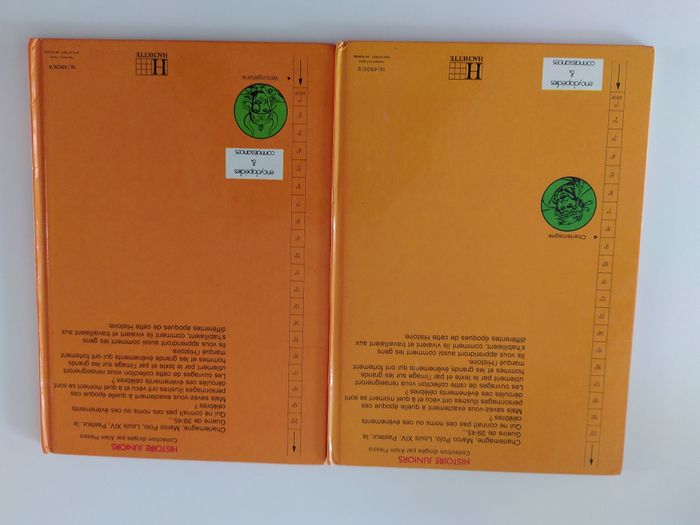 HISTOIRE JUNIORS
Collection dirigée par Alain Plessis
Charlemagne, Marco Polo, Louis XIV, Pasteur, la
Guerre de 39/45...
Qui ne connaît pas ces noms ou ces événements
célèbres ?
Mais savez-vous exactement à quelle époque ces
personnages illustres ont vécu et à quel moment se sont
déroulés ces événements célèbres ?
Les ouvrages de cette collection vous renseigneront
utilement par le texte et par l'image sur les grands
hommes et les grands événements qui ont fortement
marqué l'Histoire.
Ils vous apprendront aussi comment les gens
s'habillaient, comment ils vivaient et travaillaient aux
différentes époques de cette Histoire.
Charlemagne
encyclopédies
&
connaissances
H
HACHETTE
HISTOIRE JUNIORS
Collection dirigée par Alain Plessis
Charlemagne, Marco Polo, Louis XIV, Pasteur, la
Guerre de 39/45...
Qui ne connaît pas ces noms ou ces événements
célèbres ?
Mais savez-vous exactement à quelle époque ces
personnages illustres ont vécu et à quel moment se sont
déroulés ces événements célèbres ?
Les ouvrages de cette collection vous renseigneront
utilement par le texte et par l'image sur les grands
hommes et les grands événements qui ont fortement
marqué l'Histoire.
Ils vous apprendront aussi comment les gens
s'habillaient, comment ils vivaient et travaillaient aux
différentes époques de cette Histoire.
encyclopédies
&
connaissances
Vercingétorix
H
HACHETTE
16/4909/4